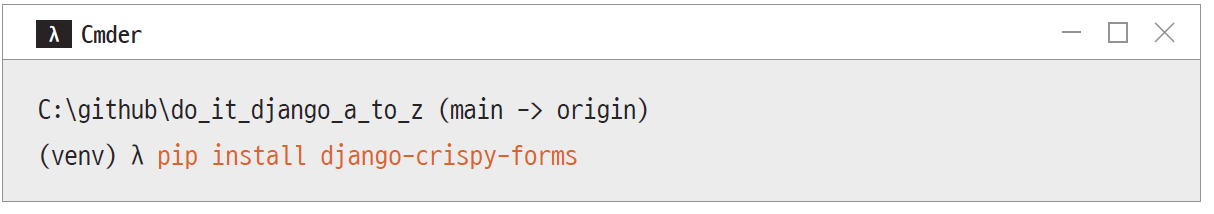 λ Cmder
C:\github\do_it_django_a_to_z (main -> origin)
(venv) λ pip install django-crispy-forms